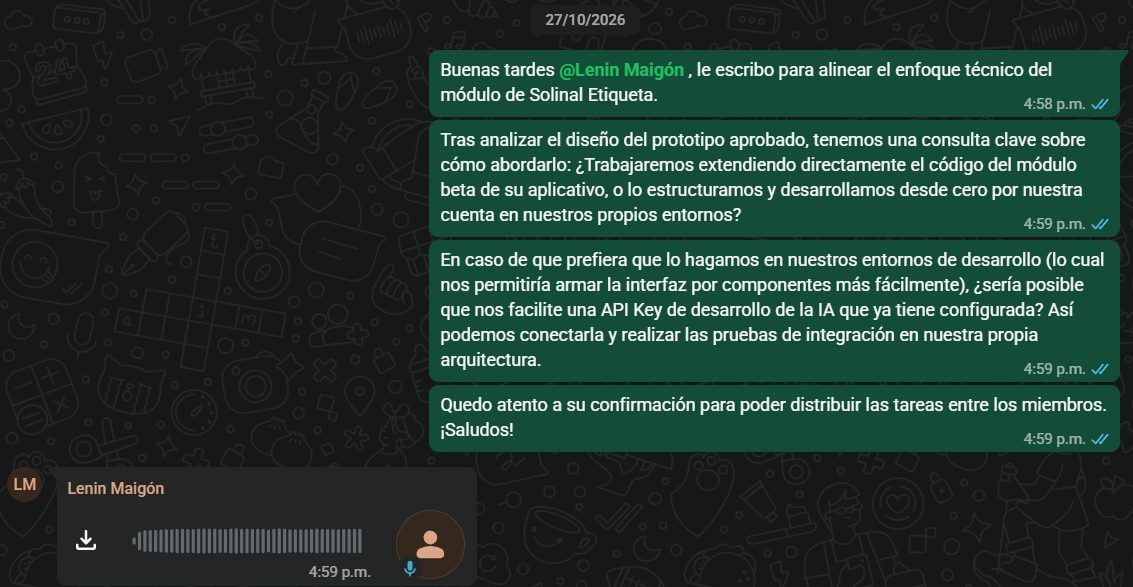 27/10/2026
Buenas tardes @Lenin Maigón , le escribo para alinear el enfoque técnico del
módulo de Solinal Etiqueta.
4:58 p.m.
Tras analizar el diseño del prototipo aprobado, tenemos una consulta clave sobre
cómo abordarlo: ¿Trabajaremos extendiendo directamente el código del módulo
beta de su aplicativo, o lo estructuramos y desarrollamos desde cero por nuestra
cuenta en nuestros propios entornos?
4:59 p.m.
En caso de que prefiera que lo hagamos en nuestros entornos de desarrollo (lo cual
nos permitiría armar la interfaz por componentes más fácilmente), ¿sería posible
que nos facilite una API Key de desarrollo de la IA que ya tiene configurada? Así
podemos conectarla y realizar las pruebas de integración en nuestra propia
arquitectura.
4:59 p.m.
Quedo atento a su confirmación para poder distribuir las tareas entre los miembros.
¡Saludos!
4:59 p.m.
LM
Lenin Maigón
4:59 p.m.